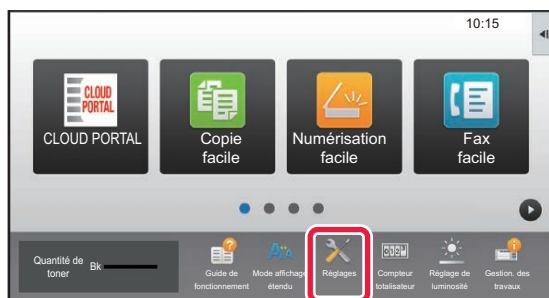 10:15
CLOUD
PORTAL
CLOUD PORTAL
Copie
facile
Numérisation
facile
Fax
facile
Quantité de
toner
Bk
Guide de
fonctionnement
Mode affichage
étendu
Réglages
Compteur
totalisateur
Réglage de
luminosité
Gestion. des
travaux